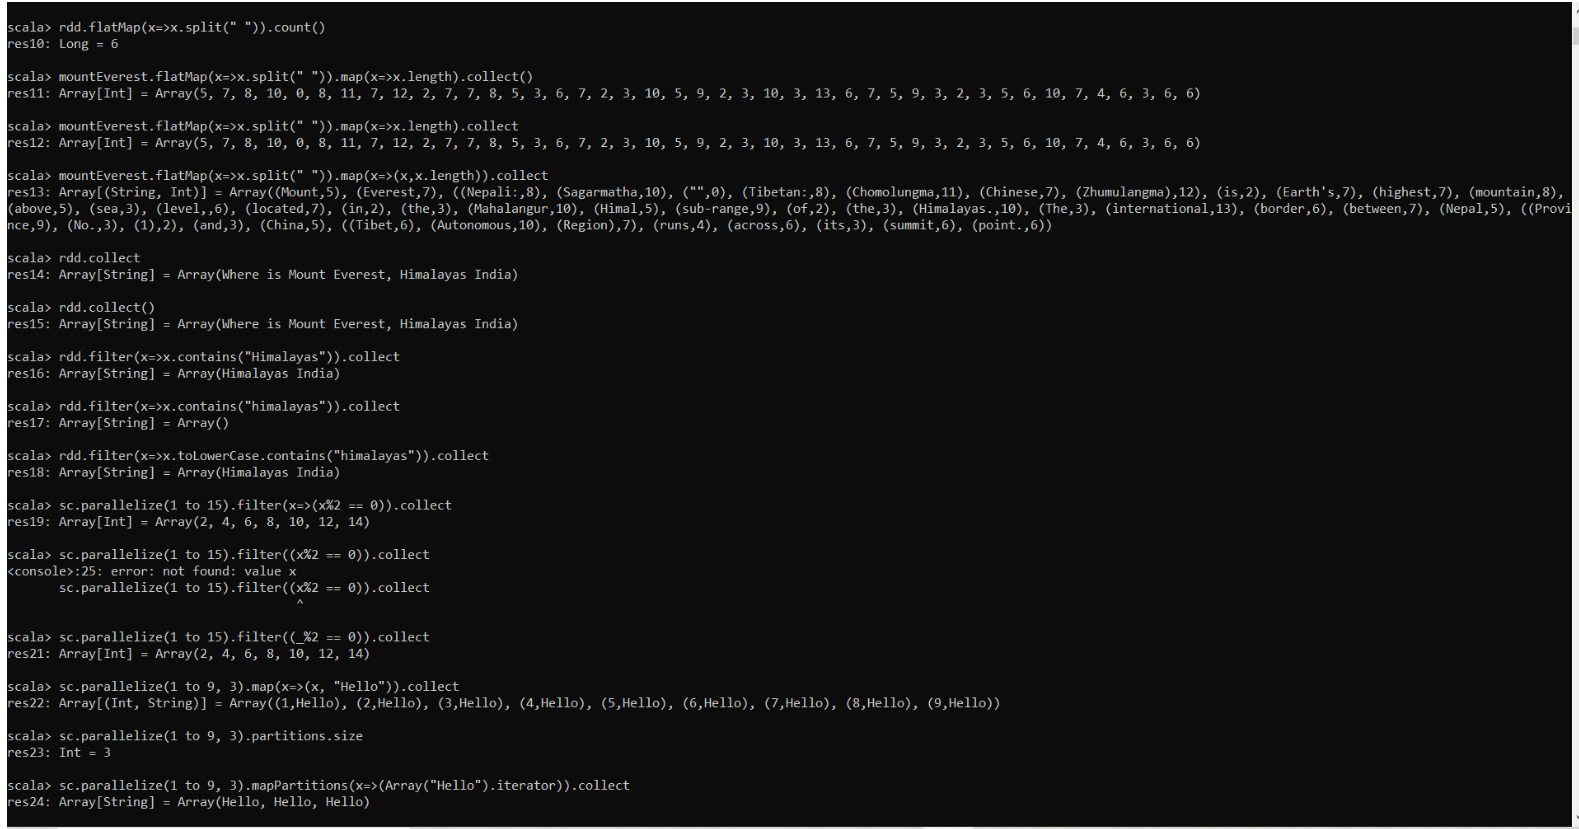 scala> rdd.flatMap(x=>x.split(" ")).count()
res10: Long = 6
scala> mountEverest.flatMap(x=>x.split(" ")).map(x=>x.length).collect()
res11: Array[Int] = Array(5, 7, 8, 10, 0, 8, 11, 7, 12, 2, 7, 7, 8, 5, 3, 6, 7, 2, 3, 10, 5, 9, 2, 3, 10, 3, 13, 6, 7, 5, 9, 3, 2, 3, 5, 6, 10, 7, 4, 6, 3, 6, 6)
scala> mountEverest.flatMap(x=>x.split(" ")).map(x=>x.length).collect
res12: Array[Int] = Array(5, 7, 8, 10, 0, 8, 11, 7, 12, 2, 7, 7, 8, 5, 3, 6, 7, 2, 3, 10, 5, 9, 2, 3, 10, 3, 13, 6, 7, 5, 9, 3, 2, 3, 5, 6, 10, 7, 4, 6, 3, 6, 6)
scala> mountEverest.flatMap(x=>x.split(" ")).map(x=>(x,x.length)).collect
res13: Array[(String, Int)] = Array((Mount,5), (Everest,7), ((Nepali:,8), (Sagarmatha,10), ("",0), (Tibetan:,8), (Chomolungma,11), (Chinese,7), (Zhumulangma),12), (is,2), (Earth's,7), (highest,7), (mountain,8),
(above,5), (sea,3), (level,,6), (located,7), (in,2), (the,3), (Mahalangur,10), (Himal,5), (sub-range,9), (of,2), (the,3), (Himalayas.,10), (The,3), (international,13), (border,6), (between,7), (Nepal,5), ((Provi
nce,9), (No.,3), (1),2), (and,3), (China,5), ((Tibet,6), (Autonomous,10), (Region),7), (runs,4), (across,6), (its,3), (summit,6), (point.,6))
scala> rdd.collect
res14: Array[String] = Array(Where is Mount Everest, Himalayas India)
scala> rdd.collect()
res15: Array[String] = Array(Where is Mount Everest, Himalayas India)
scala> rdd.filter(x=>x.contains("Himalayas")).collect
res16: Array[String] = Array(Himalayas India)
scala> rdd.filter(x=>x.contains("himalayas")).collect
res17: Array[String] = Array()
scala> rdd.filter(x=>x.toLowerCase.contains("himalayas")).collect
res18: Array[String] = Array(Himalayas India)
scala> sc.parallelize(1 to 15).filter(x=>(x%2 == 0)).collect
res19: Array[Int] = Array(2, 4, 6, 8, 10, 12, 14)
scala> sc.parallelize(1 to 15).filter((x%2 == 0)).collect
<console>:25: error: not found: value x
sc.parallelize(1 to 15).filter((x%2 == 0)).collect
^
scala> sc.parallelize(1 to 15).filter((_%2 == 0)).collect
res21: Array[Int] = Array(2, 4, 6, 8, 10, 12, 14)
scala> sc.parallelize(1 to 9, 3).map(x=>(x, "Hello")).collect
res22: Array[(Int, String)] = Array((1,Hello), (2,Hello), (3,Hello), (4,Hello), (5,Hello), (6,Hello), (7,Hello), (8,Hello), (9,Hello))
scala> sc.parallelize(1 to 9, 3).partitions.size
res23: Int = 3
scala> sc.parallelize(1 to 9, 3).mapPartitions(x=>(Array("Hello").iterator)).collect
res24: Array[String] = Array(Hello, Hello, Hello)